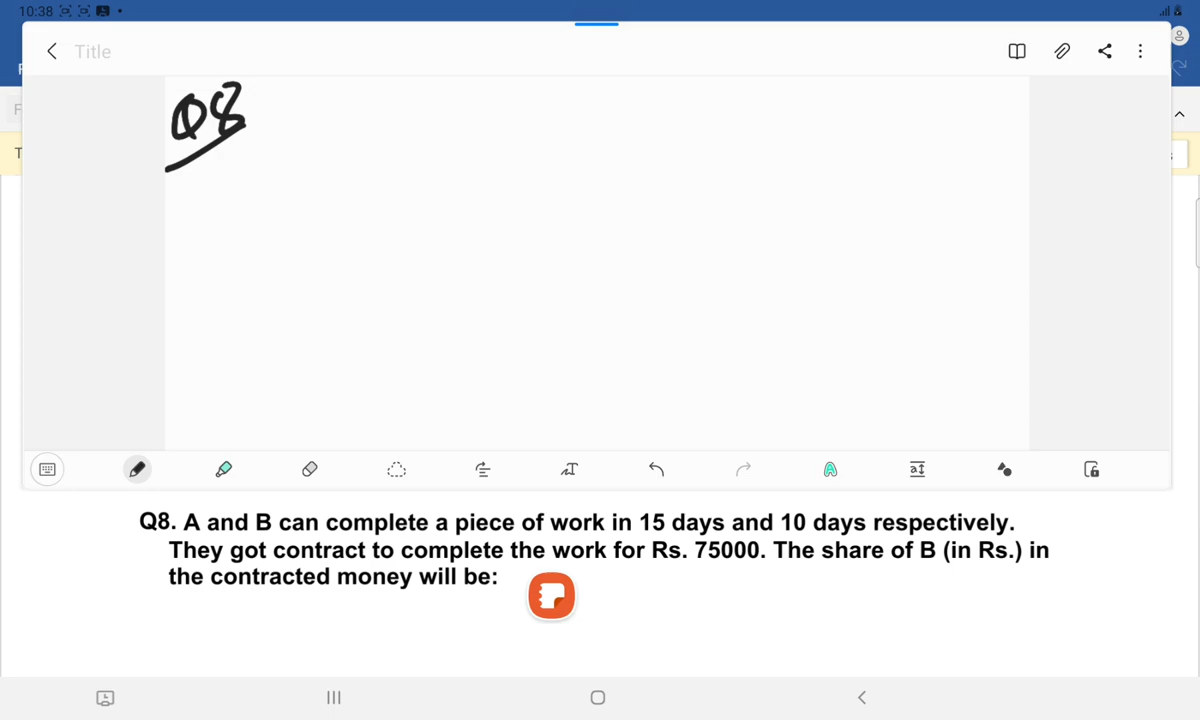 10:38
Title
Q8
Q8. A and B can complete a piece of work in 15 days and 10 days respectively.
They got contract to complete the work for Rs. 75000. The share of B (in Rs.) in
the contracted money will be: